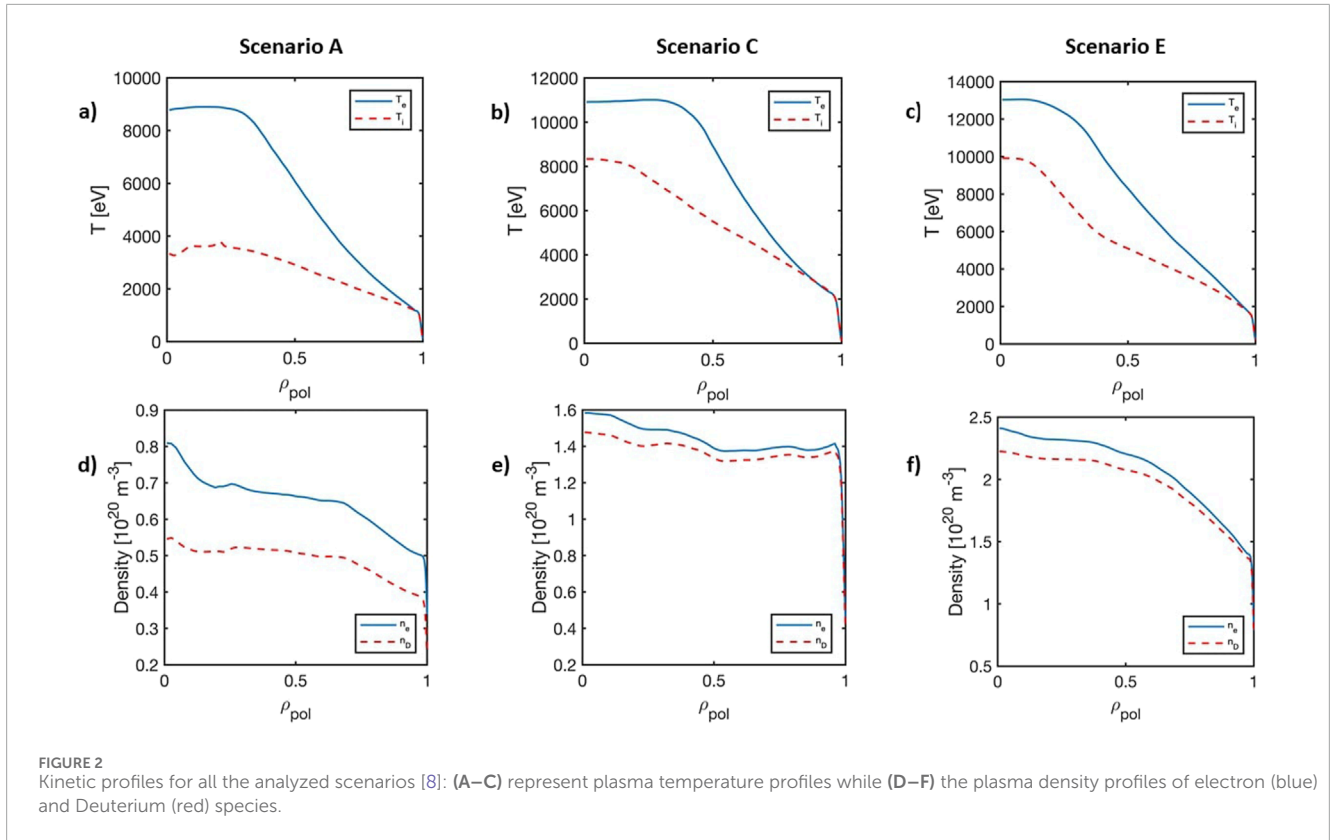 Scenario A
Scenario C
Scenario E
a)
10000
8000
6000
4000
2000
0
T [eV]
T_e
T_i
0
0.5
1
ρ_pol
b)
12000
10000
8000
6000
4000
2000
0
T [eV]
T_e
T_i
0
0.5
1
ρ_pol
c)
14000
12000
10000
8000
6000
4000
2000
0
T [eV]
T_e
T_i
0
0.5
1
ρ_pol
d)
0.9
0.8
0.7
0.6
0.5
0.4
0.3
0.2
Density [10^20 m^-3]
n_e
n_D
0
0.5
1
ρ_pol
e)
1.6
1.4
1.2
1
0.8
0.6
0.4
0.2
Density [10^20 m^-3]
n_e
n_D
0
0.5
1
ρ_pol
f)
2.5
2
1.5
1
0.5
Density [10^20 m^-3]
n_e
n_D
0
0.5
1
ρ_pol
FIGURE 2
Kinetic profiles for all the analyzed scenarios [8]: (A–C) represent plasma temperature profiles while (D–F) the plasma density profiles of electron (blue)
and Deuterium (red) species.